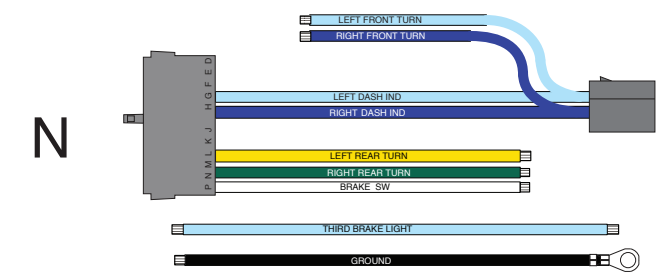 LEFT FRONT TURN
RIGHT FRONT TURN
D
E
F
G
H
J
K
L
M
N
P
LEFT DASH IND
RIGHT DASH IND
N
LEFT REAR TURN
RIGHT REAR TURN
BRAKE SW
THIRD BRAKE LIGHT
GROUND